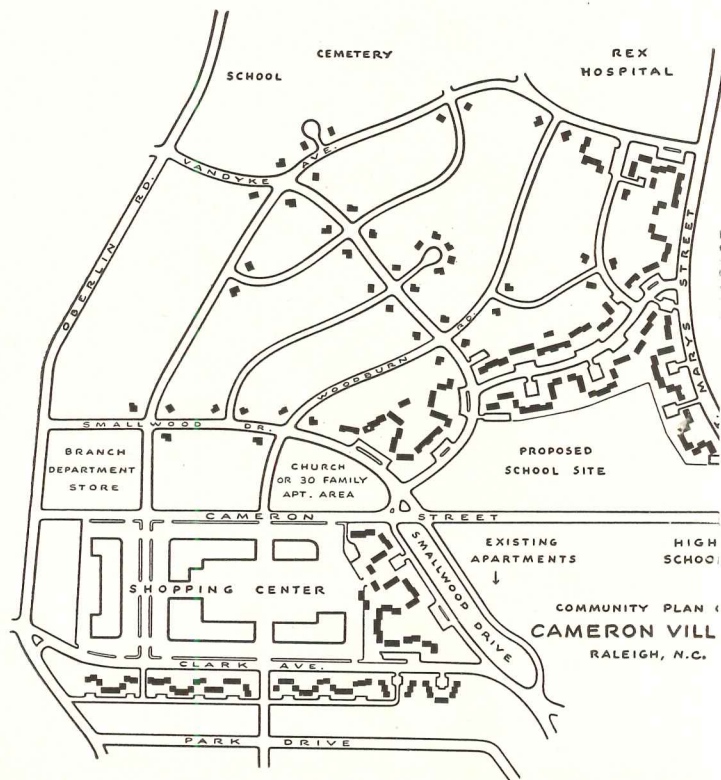 CEMETERY
REX
HOSPITAL
SCHOOL
VANDYKE AVE.
OBERLIN RD.
MARYS STREET
WOODBURN RD.
SMALLWOOD DR.
BRANCH
DEPARTMENT
STORE
CHURCH
OR 30 FAMILY
APT. AREA
PROPOSED
SCHOOL SITE
CAMERON STREET
SMALLWOOD DRIVE
EXISTING
APARTMENTS
HIGH
SCHOO
SHOPPING CENTER
COMMUNITY PLAN
CAMERON VILL
RALEIGH, N.C.
CLARK AVE.
PARK DRIVE